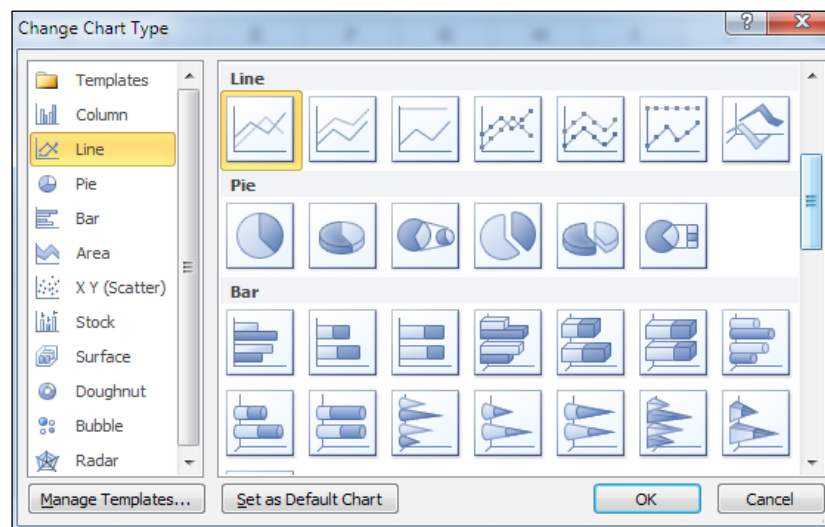 Change Chart Type
Templates
Column
Line
Pie
Bar
Area
X Y (Scatter)
Stock
Surface
Doughnut
Bubble
Radar
Line
Pie
Bar
Manage Templates...
Set as Default Chart
OK
Cancel